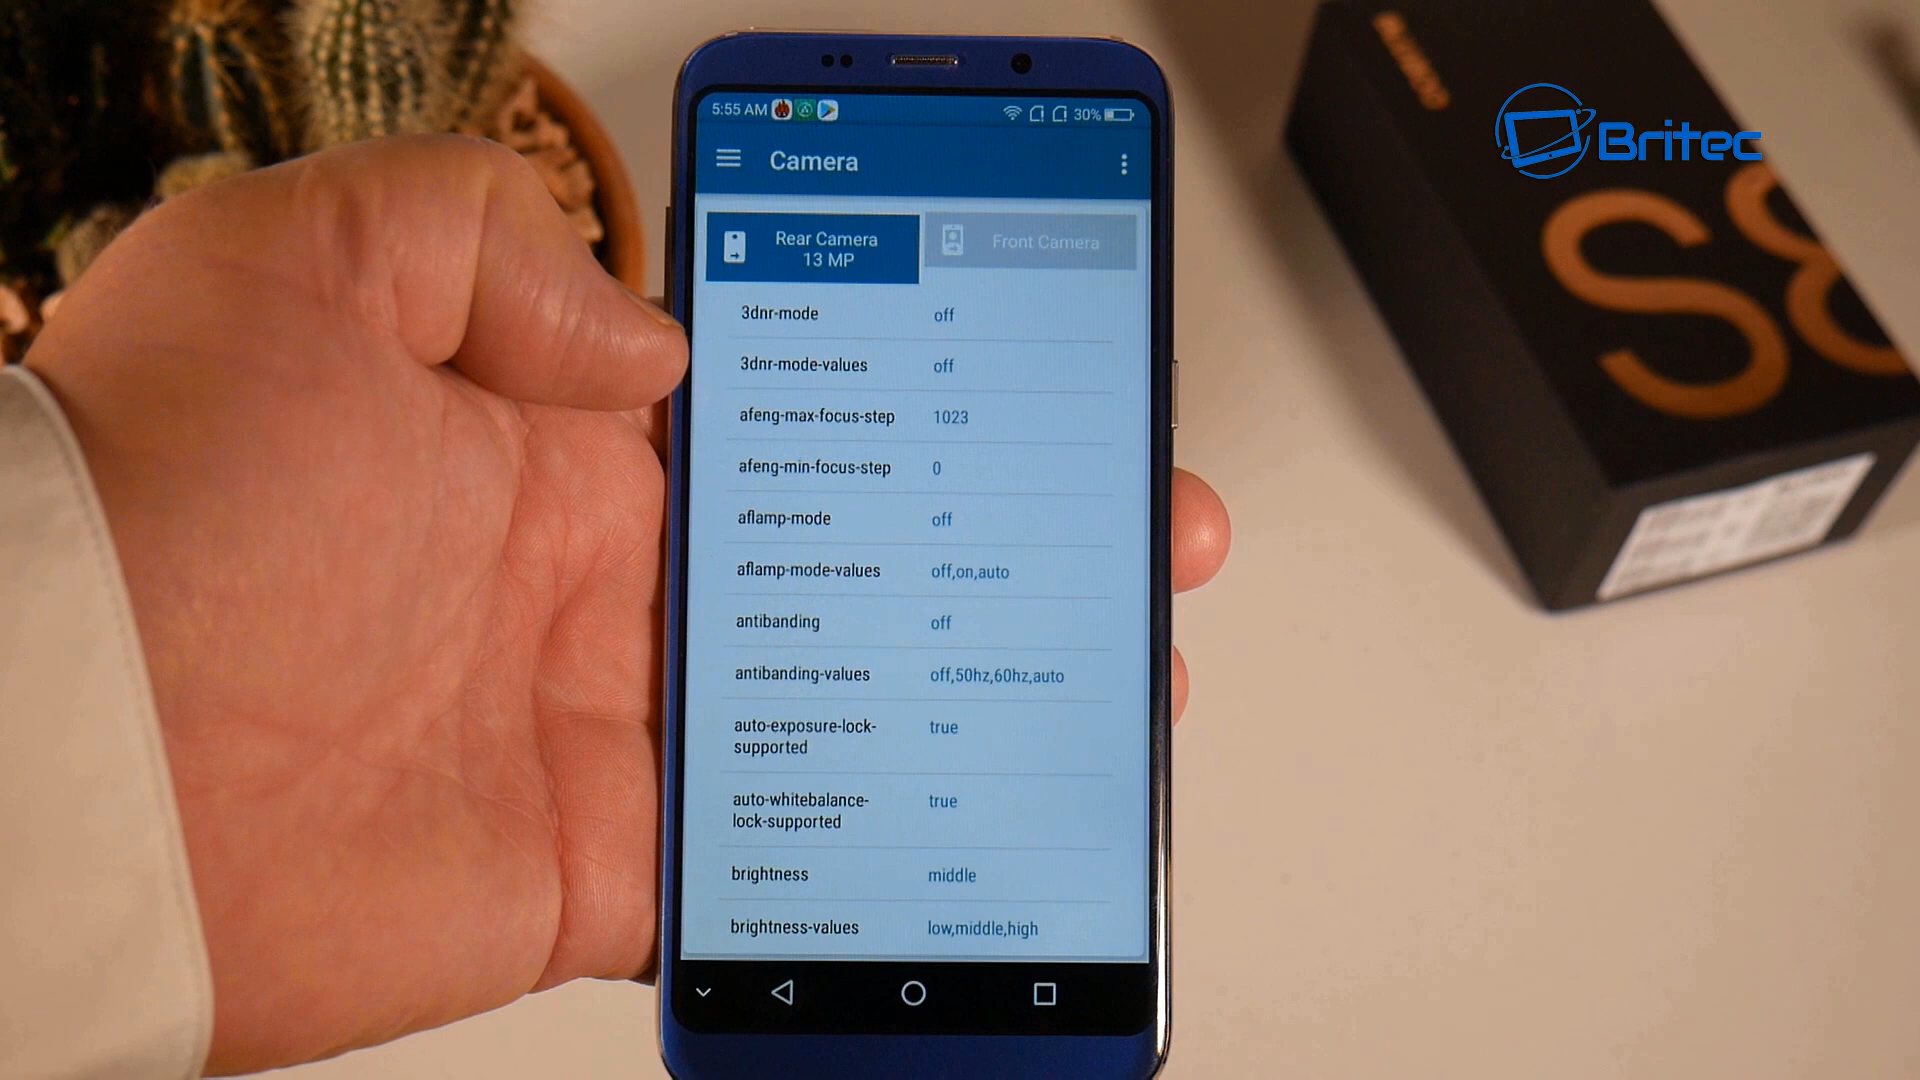 5:55 AM
30%
Camera
Rear Camera
13 MP
Front Camera
3dnr-mode off
3dnr-mode-values off
afeng-max-focus-step 1023
afeng-min-focus-step 0
aflamp-mode off
aflamp-mode-values off,on,auto
antibanding off
antibanding-values off,50hz,60hz,auto
auto-exposure-lock-
supported true
auto-whitebalance-
lock-supported true
brightness middle
brightness-values low,middle,high
BLUBOO
S8
Britec